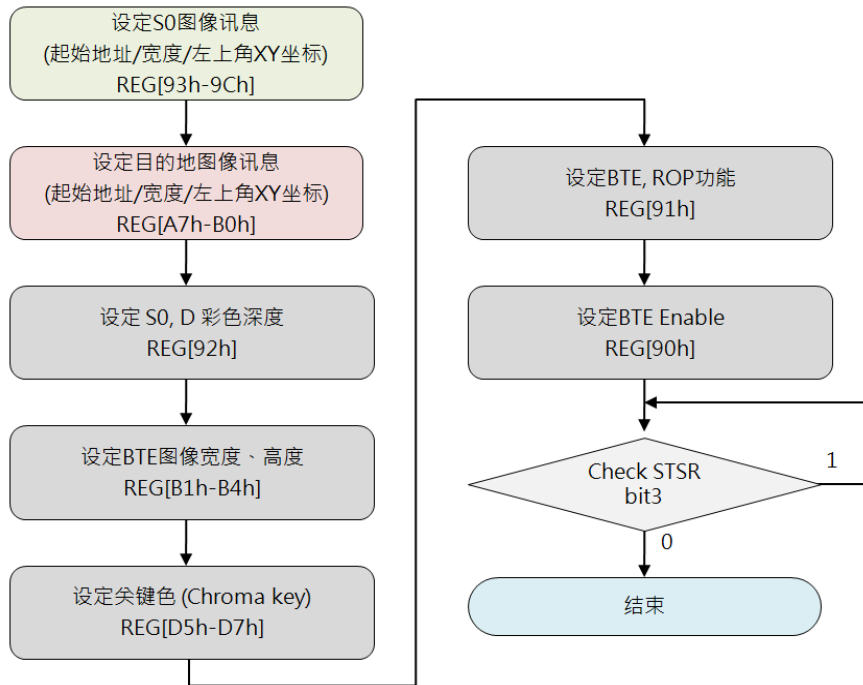 设定S0图像讯息
(起始地址/宽度/左上角XY坐标)
REG[93h-9Ch]
设定目的地图像讯息
(起始地址/宽度/左上角XY坐标)
REG[A7h-B0h]
设定 S0, D 彩色深度
REG[92h]
设定BTE图像宽度、高度
REG[B1h-B4h]
设定关键色 (Chroma key)
REG[D5h-D7h]
设定BTE, ROP功能
REG[91h]
设定BTE Enable
REG[90h]
Check STSR
bit3
1
0
结束